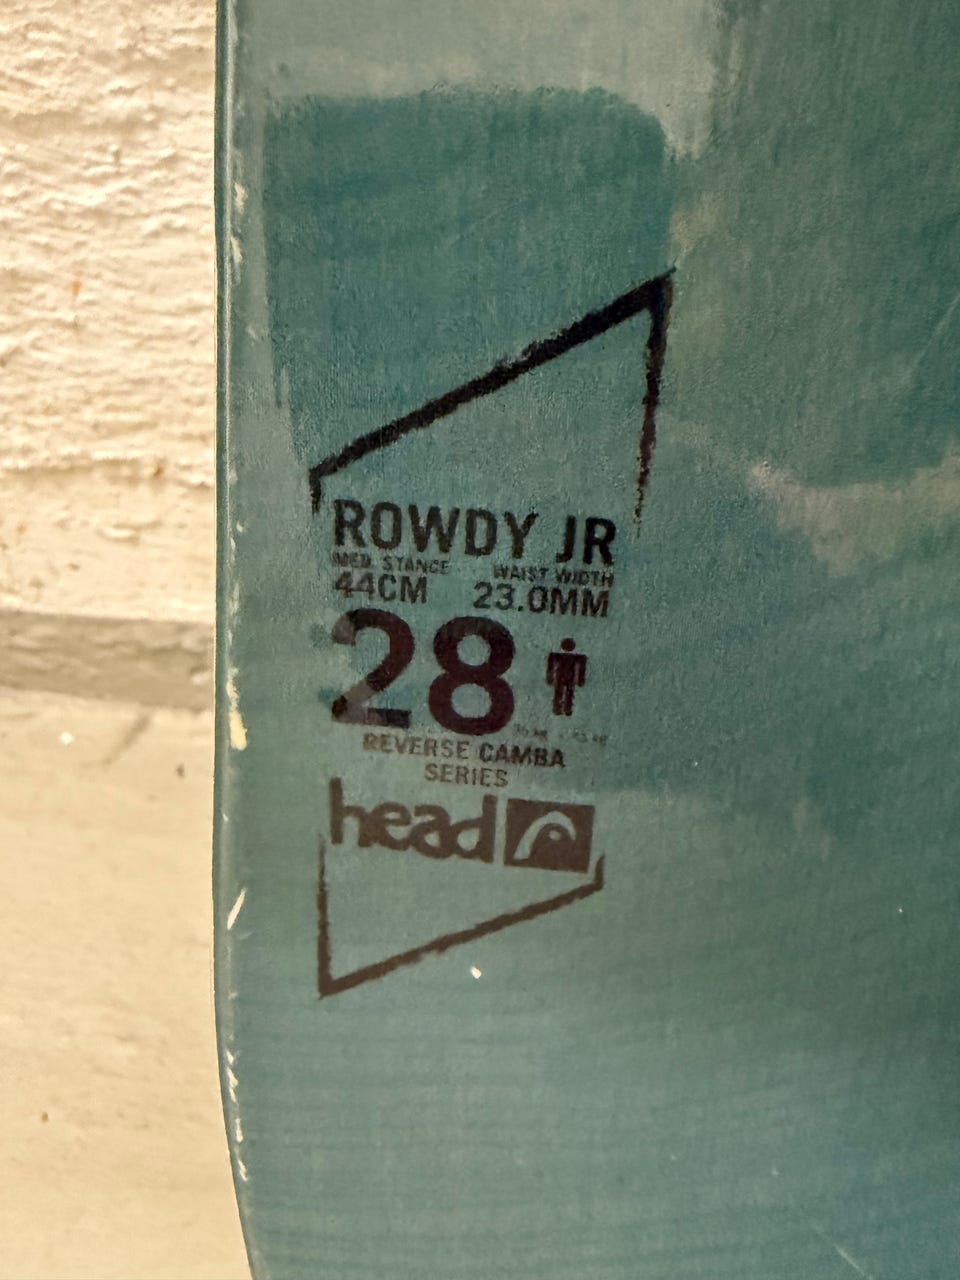 ROWDY JR
MED. STANCE WAIST WIDTH
44CM 23.0MM
28
REVERSE CAMBA
SERIES
head